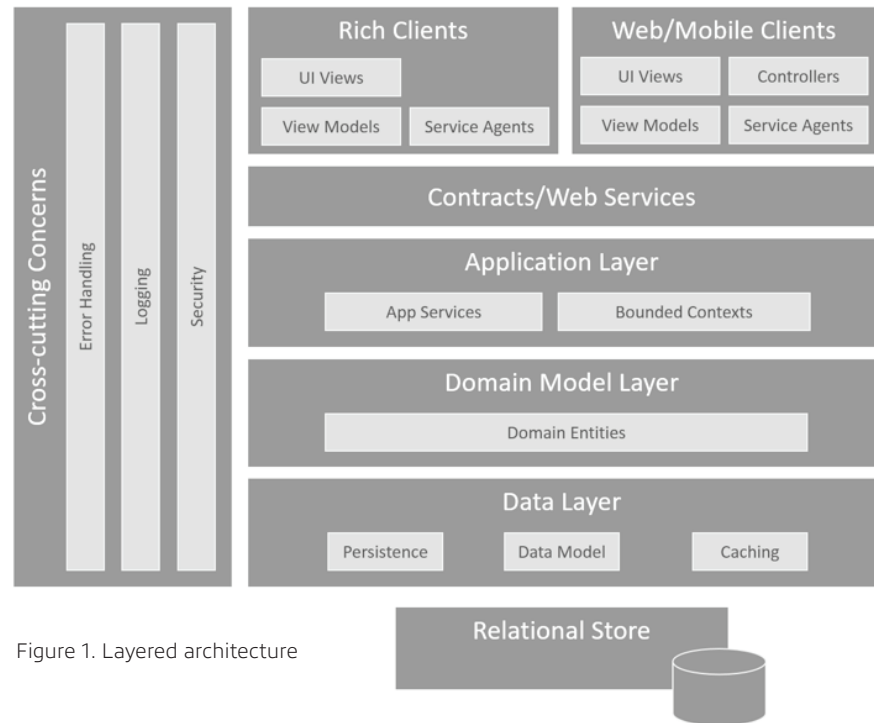 Cross-cutting Concerns
Error Handling
Logging
Security
Rich Clients
UI Views
View Models
Service Agents
Web/Mobile Clients
UI Views
Controllers
View Models
Service Agents
Contracts/Web Services
Application Layer
App Services
Bounded Contexts
Domain Model Layer
Domain Entities
Data Layer
Persistence
Data Model
Caching
Relational Store
Figure 1. Layered architecture